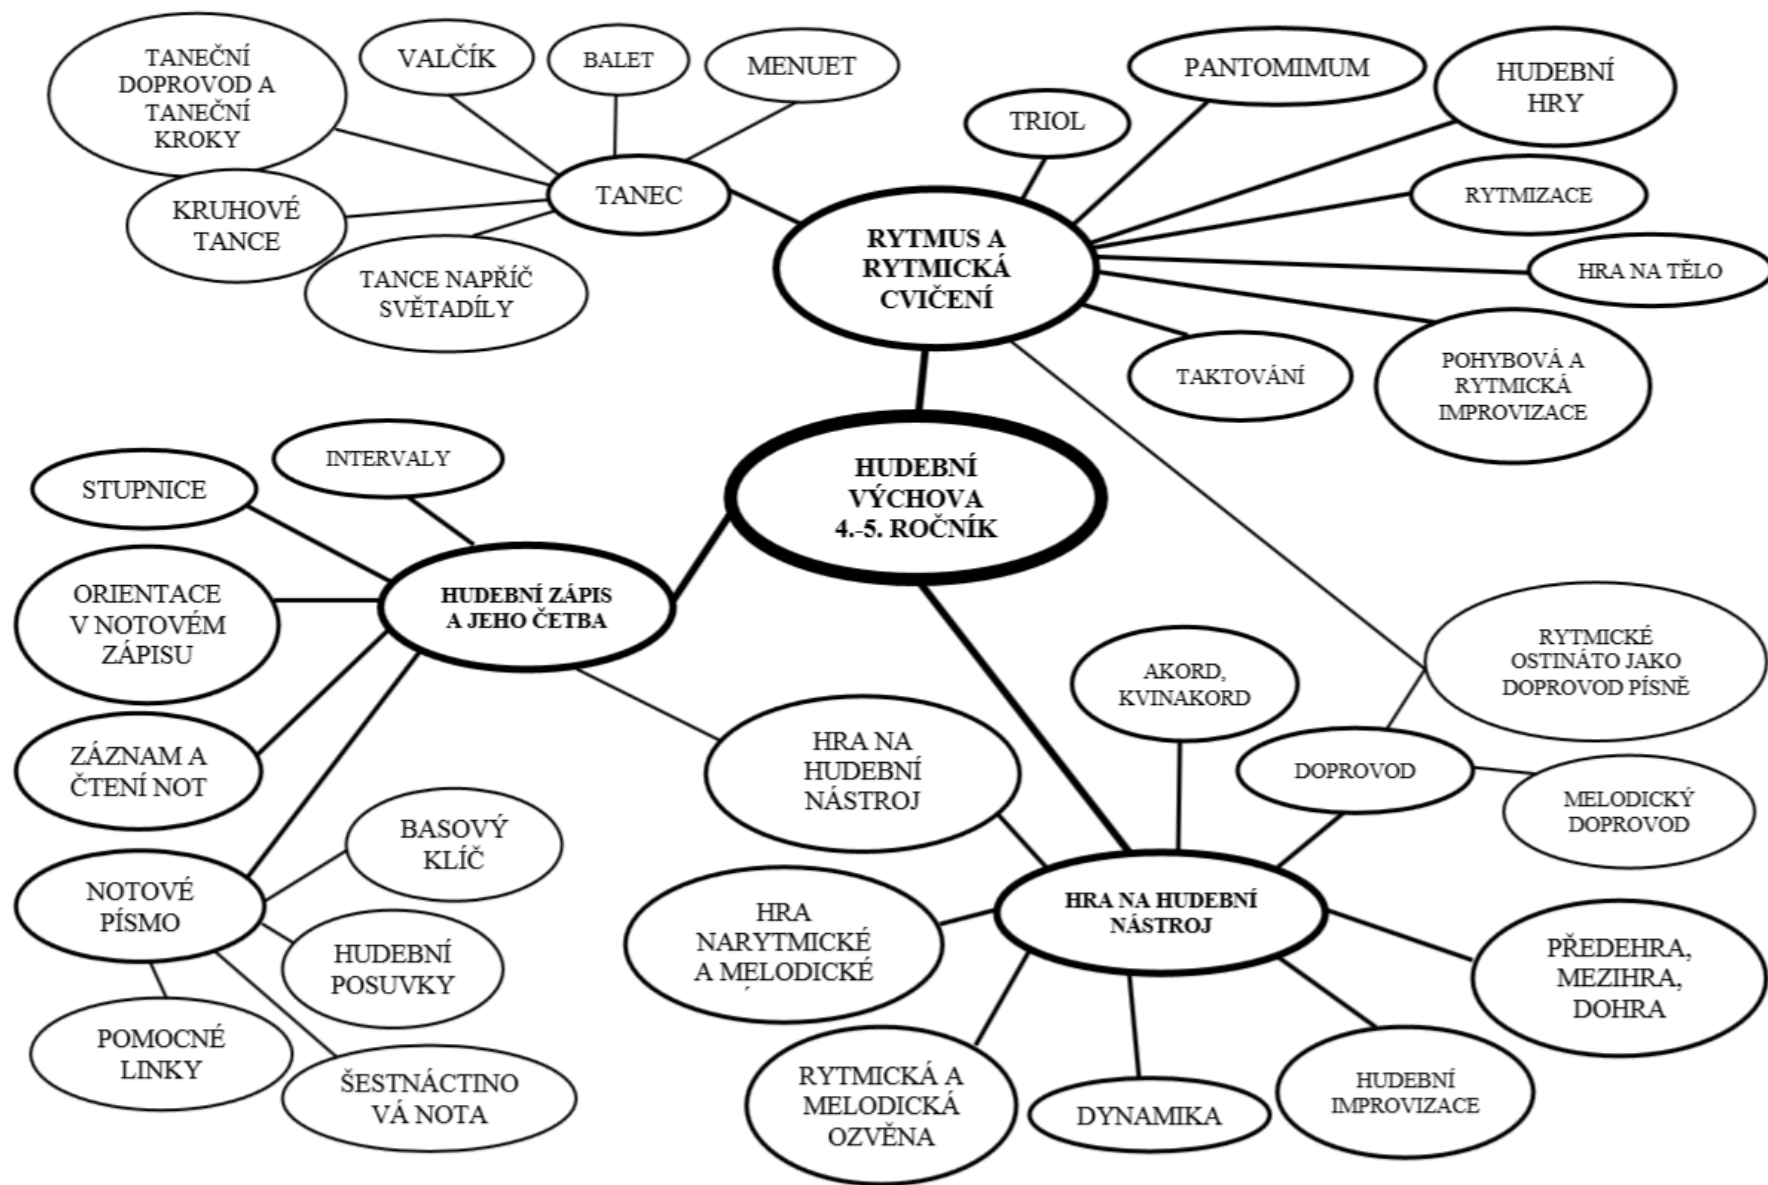 TANEČNÍ
DOPROVOD A
TANEČNÍ
KROKY
VALČÍK
BALET
MENUET
TANEC
KRUHOVÉ
TANCE
TANCE NAPŘÍČ
SVĚTADÍLY
TRIOL
PANTOMIMUM
HUDEBNÍ
HRY
RYTMIZACE
HRA NA TĚLO
POHYBOVÁ A
RYTMICKÁ
IMPROVIZACE
TAKTOVÁNÍ
RYTMUS A
RYTMICKÁ
CVIČENÍ
HUDEBNÍ
VÝCHOVA
4.-5. ROČNÍK
INTERVALY
STUPNICE
ORIENTACE
V NOTOVÉM
ZÁPISU
HUDEBNÍ ZÁPIS
A JEHO ČETBA
ZÁZNAM A
ČTENÍ NOT
NOTOVÉ
PÍSMO
BASOVÝ
KLÍČ
HUDEBNÍ
POSUVKY
POMOCNÉ
LINKY
ŠESTNÁCTINO
VÁ NOTA
HRA NA
HUDEBNÍ
NÁSTROJ
AKORD,
KVINAKORD
DOPROVOD
RYTMICKÉ
OSTINÁTO JAKO
DOPROVOD PÍSNĚ
MELODICKÝ
DOPROVOD
HRA NA HUDEBNÍ
NÁSTROJ
HRA
NARYTMICKÉ
A MELODICKÉ
PŘEDEHRA,
MEZIHRA,
DOHRA
RYTMICKÁ A
MELODICKÁ
OZVĚNA
DYNAMIKA
HUDEBNÍ
IMPROVIZACE